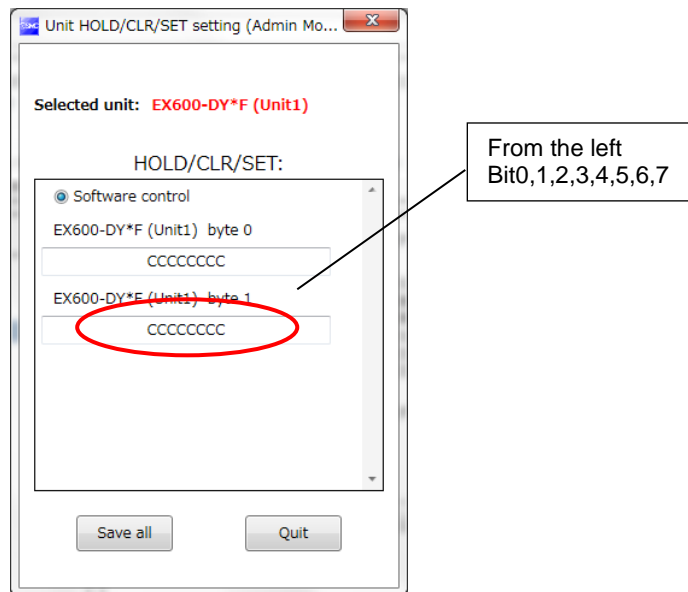 SMC Unit HOLD/CLR/SET setting (Admin Mo... X
Selected unit: EX600-DY*F (Unit1)
HOLD/CLR/SET:
Software control
EX600-DY*F (Unit1) byte 0
CCCCCCCC
EX600-DY*F (Unit1) byte 1
CCCCCCCC
Save all Quit
From the left
Bit0,1,2,3,4,5,6,7